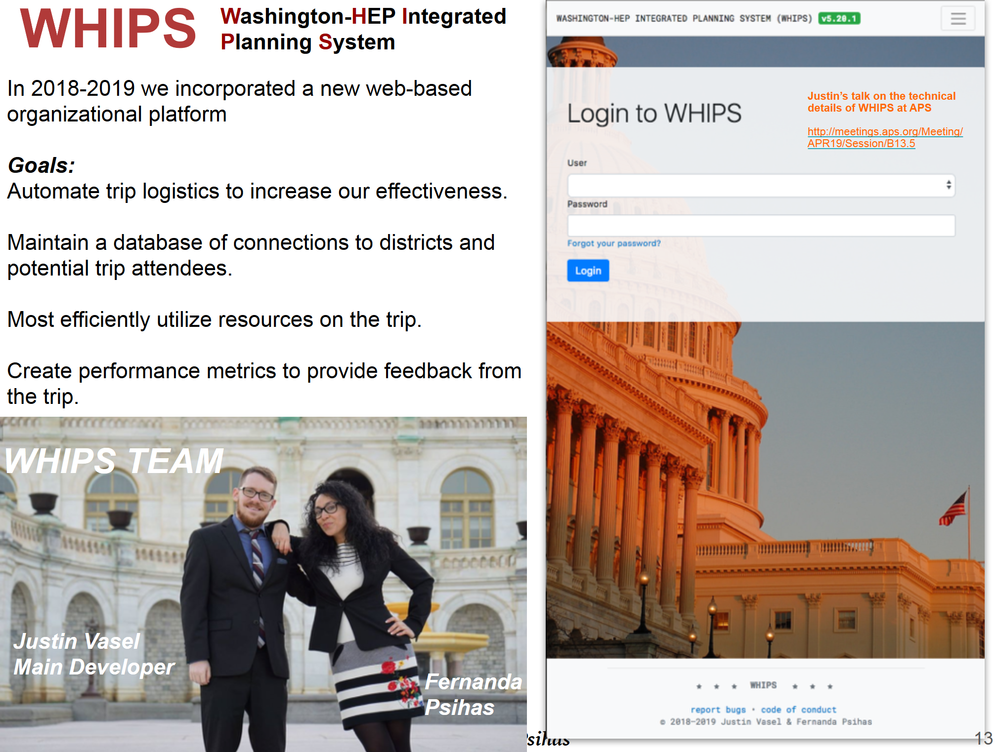 WHIPS
Washington-HEP Integrated
Planning System
In 2018-2019 we incorporated a new web-based
organizational platform
Goals:
Automate trip logistics to increase our effectiveness.
Maintain a database of connections to districts and
potential trip attendees.
Most efficiently utilize resources on the trip.
Create performance metrics to provide feedback from
the trip.
WHIPS TEAM
Justin Vasel
Main Developer
Fernanda
Psihas
WASHINGTON-HEP INTEGRATED PLANNING SYSTEM (WHIPS) v5.20.1
Login to WHIPS
Justin’s talk on the technical
details of WHIPS at APS
http://meetings.aps.org/Meeting/
APR19/Session/B13.5
User
Password
Forgot your password?
Login
★ ★ ★ WHIPS ★ ★ ★
report bugs · code of conduct
© 2018–2019 Justin Vasel & Fernanda Psihas
Psihas
13